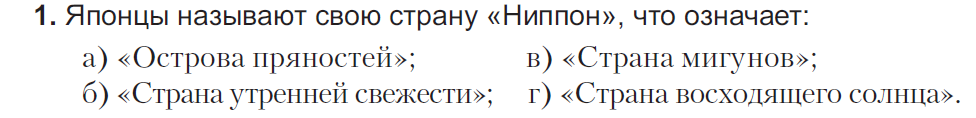 1. Японцы называют свою страну «Ниппон», что означает:
а) «Острова пряностей»; в) «Страна мигунов»;
б) «Страна утренней свежести»; г) «Страна восходящего солнца».